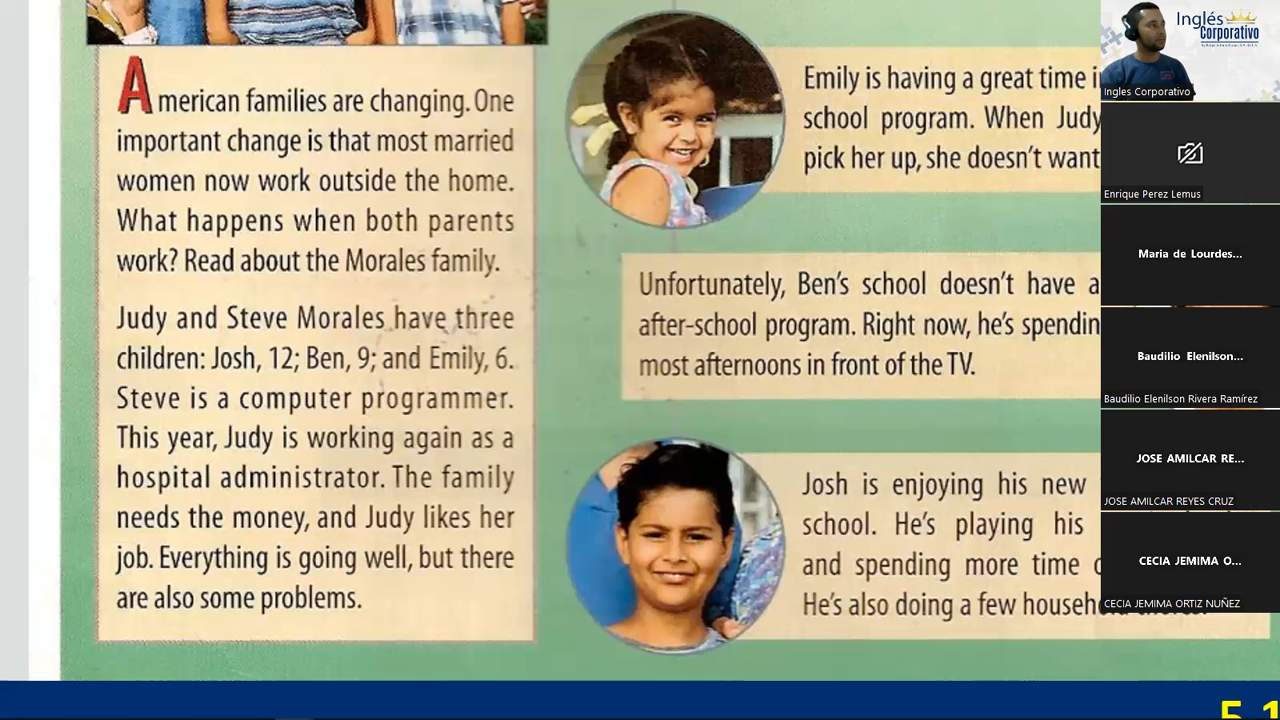 American families are changing. One
important change is that most married
women now work outside the home.
What happens when both parents
work? Read about the Morales family.
Judy and Steve Morales have three
children: Josh, 12; Ben, 9; and Emily, 6.
Steve is a computer programmer.
This year, Judy is working again as a
hospital administrator. The family
needs the money, and Judy likes her
job. Everything is going well, but there
are also some problems.
Emily is having a great time
school program. When Judy
pick her up, she doesn't want
Unfortunately, Ben's school doesn't have
after-school program. Right now, he's
most afternoons in front of the TV.
Josh is enjoying his new
school. He's playing his
and spending more time
He's also doing a few
Inglés
Corporativo
Ingles Corporativo
Enrique Perez Lemus
Maria de Lourdes...
Baudilio Elenilson...
Baudilio Elenilson Rivera Ramírez
JOSE AMILCAR RE...
JOSE AMILCAR REYES CRUZ
CECIA JEMIMA O...
CECIA JEMIMA ORTIZ NUÑEZ